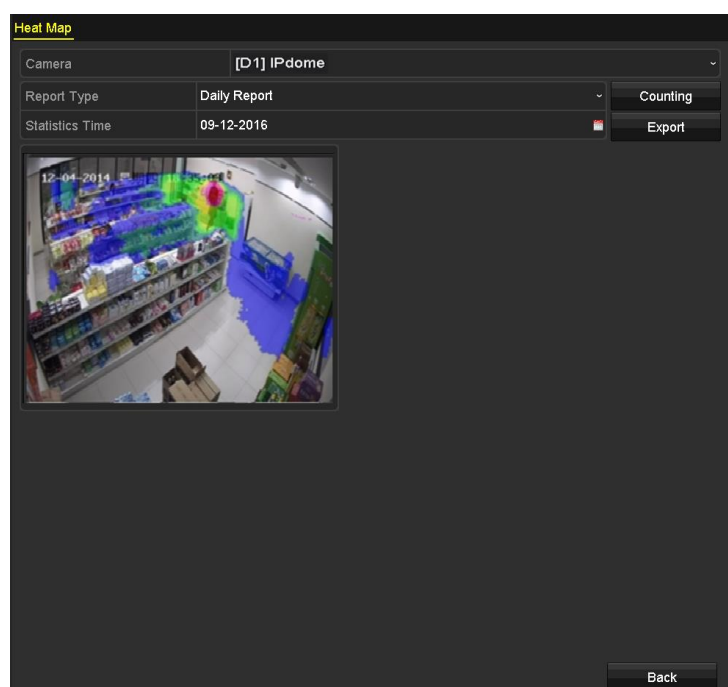 Heat Map
Camera [D1] IPdome
Report Type Daily Report Counting
Statistics Time 09-12-2016 Export
12-04-2014
Back